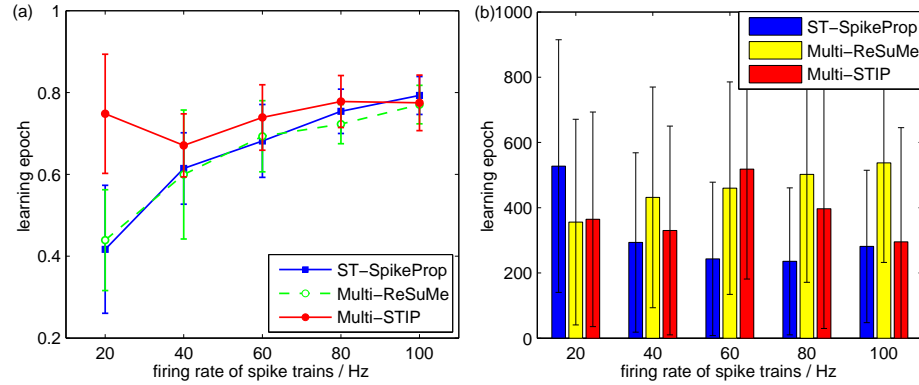 (a)
1
0.8
0.6
0.4
0.2
learning epoch
20 40 60 80 100
firing rate of spike trains / Hz
ST−SpikeProp
Multi−ReSuMe
Multi−STIP
(b)
1000
800
600
400
200
0
learning epoch
20 40 60 80 100
firing rate of spike trains / Hz
ST−SpikeProp
Multi−ReSuMe
Multi−STIP